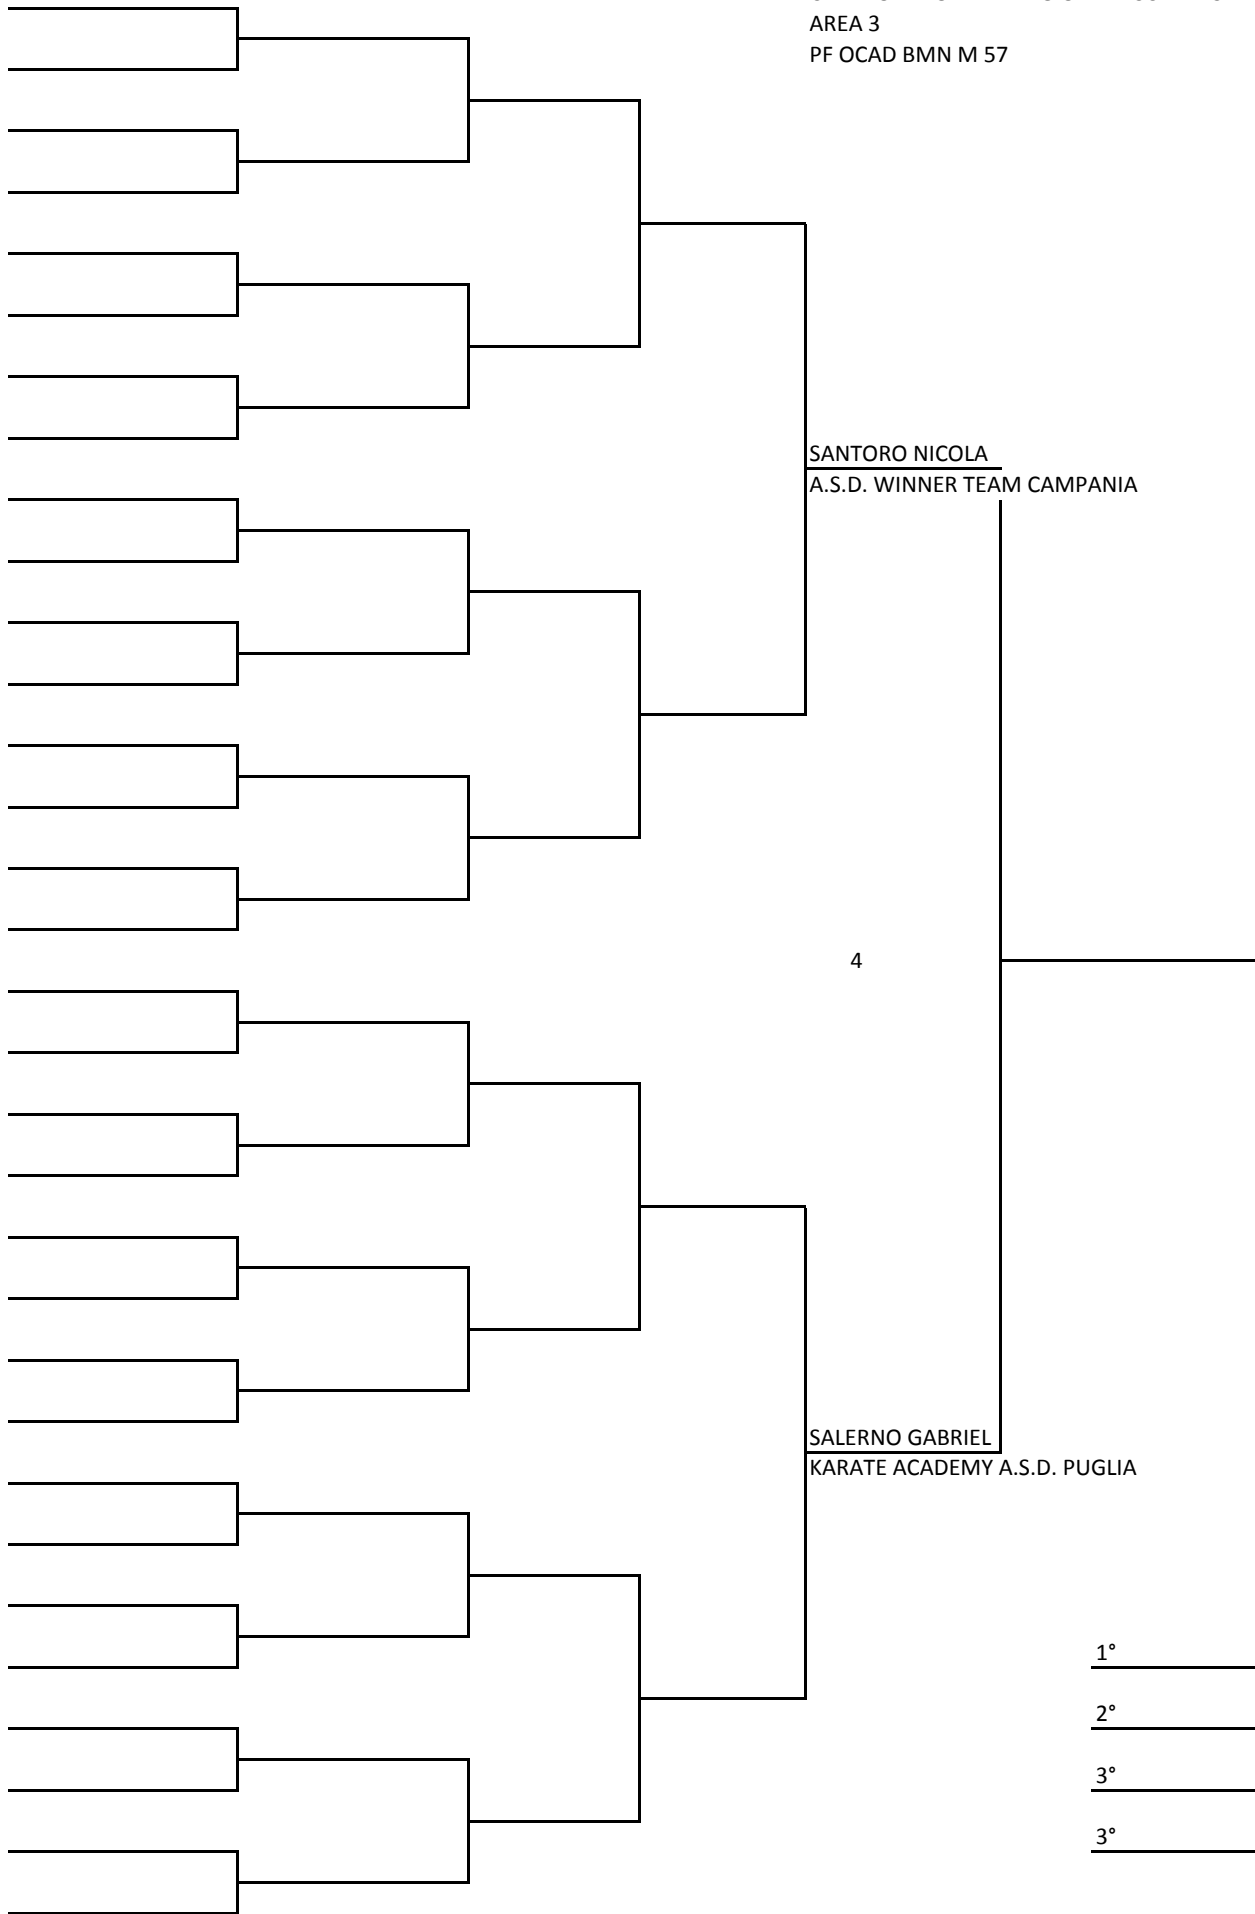 AREA 3
PF OCAD BMN M 57
SANTORO NICOLA
A.S.D. WINNER TEAM CAMPANIA
4
SALERNO GABRIEL
KARATE ACADEMY A.S.D. PUGLIA
1°
2°
3°
3°